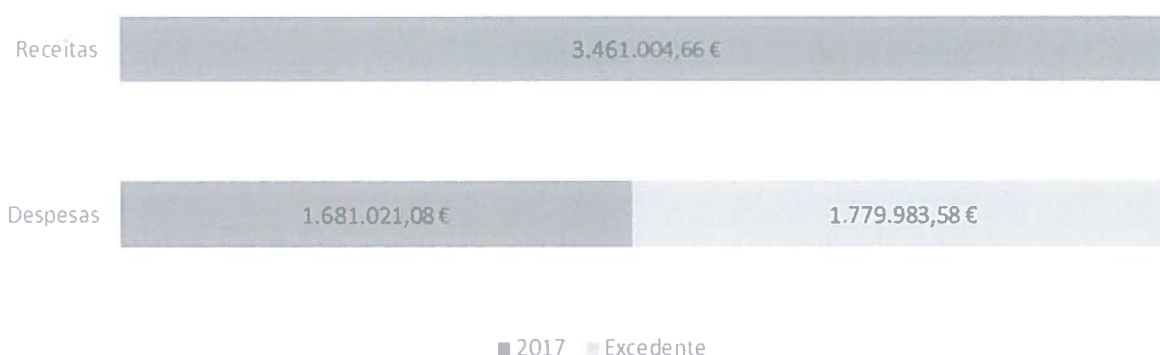 Receitas 3.461.004,66 €
Despesas 1.681.021,08 € 1.779.983,58 €
2017 Excedente